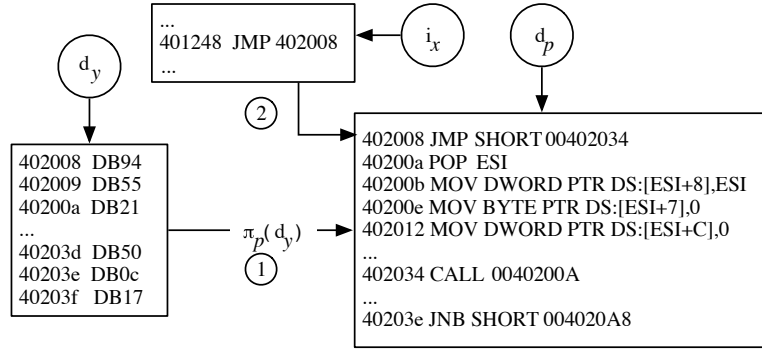 ...
401248 JMP 402008
...
i_x
d_p
d_y
2
402008 DB94
402009 DB55
40200a DB21
...
40203d DB50
40203e DB0c
40203f DB17
π_p(d_y)
1
402008 JMP SHORT 00402034
40200a POP ESI
40200b MOV DWORD PTR DS:[ESI+8],ESI
40200e MOV BYTE PTR DS:[ESI+7],0
402012 MOV DWORD PTR DS:[ESI+C],0
...
402034 CALL 0040200A
...
40203e JNB SHORT 004020A8